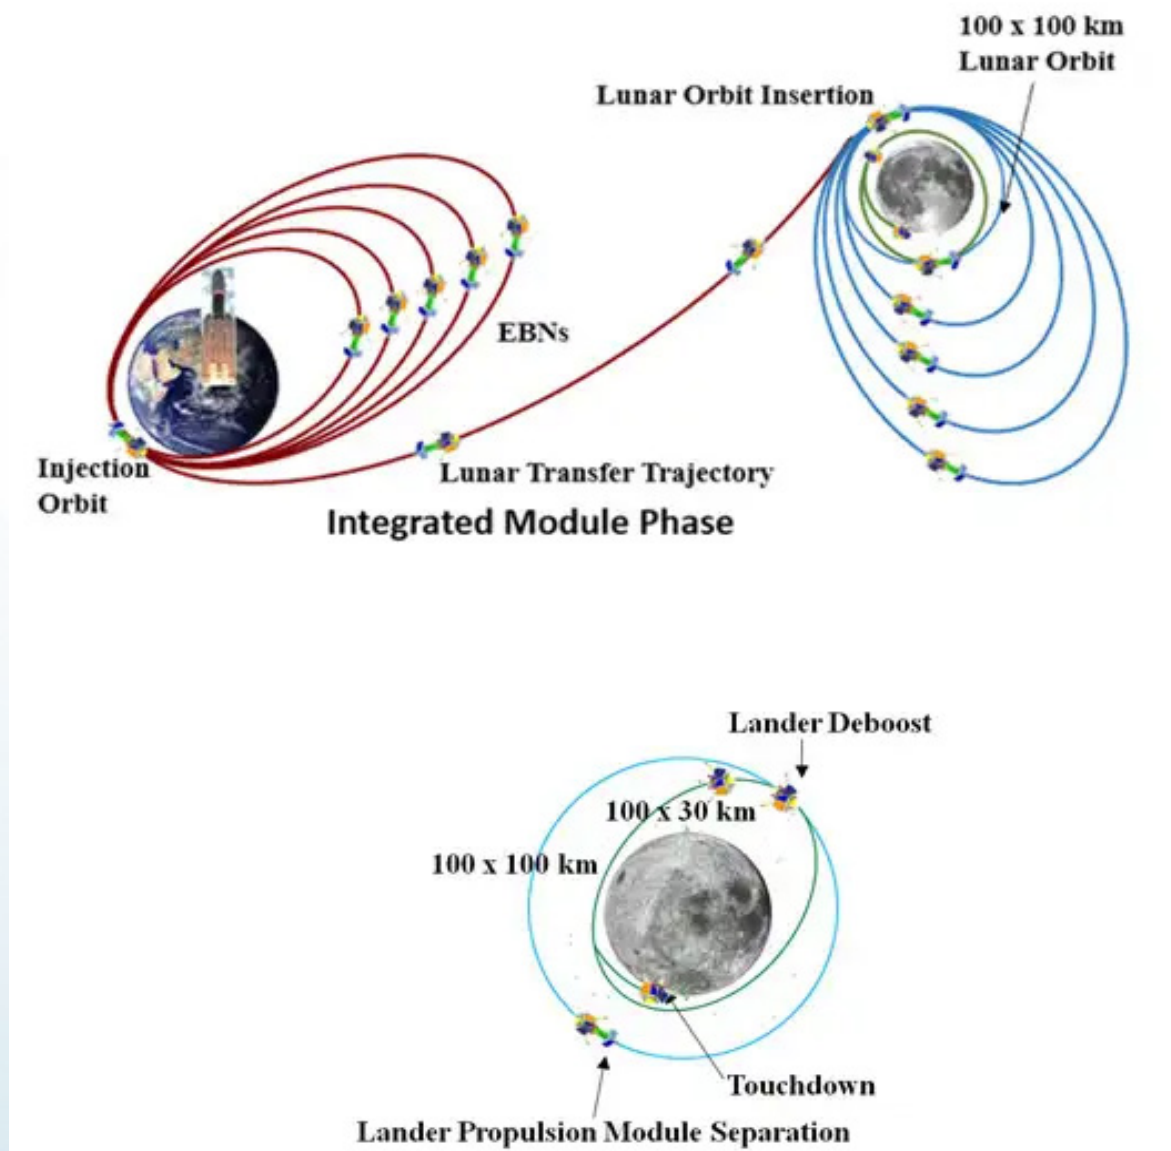 100 x 100 km
Lunar Orbit
Lunar Orbit Insertion
EBNs
Injection
Orbit
Lunar Transfer Trajectory
Integrated Module Phase
Lander Deboost
100 x 30 km
100 x 100 km
Touchdown
Lander Propulsion Module Separation